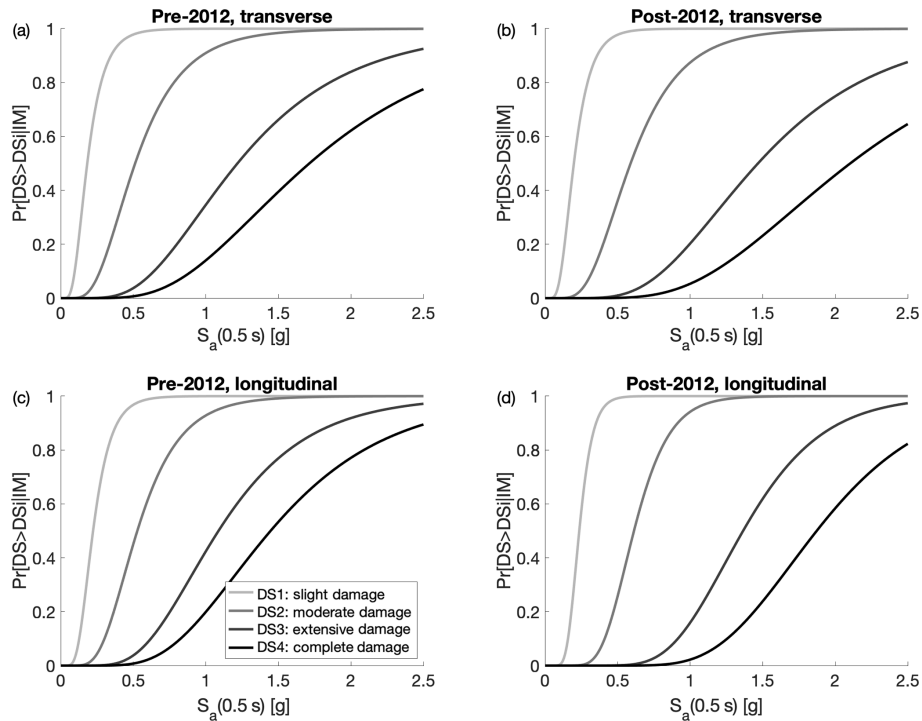 (a)
Pre-2012, transverse
1
0.8
0.6
0.4
0.2
0
Pr[DS>DSi|IM]
0 0.5 1 1.5 2 2.5
Sa(0.5 s) [g]
(b)
Post-2012, transverse
1
0.8
0.6
0.4
0.2
0
Pr[DS>DSi|IM]
0 0.5 1 1.5 2 2.5
Sa(0.5 s) [g]
(c)
Pre-2012, longitudinal
1
0.8
0.6
0.4
0.2
0
Pr[DS>DSi|IM]
DS1: slight damage
DS2: moderate damage
DS3: extensive damage
DS4: complete damage
0 0.5 1 1.5 2 2.5
Sa(0.5 s) [g]
(d)
Post-2012, longitudinal
1
0.8
0.6
0.4
0.2
0
Pr[DS>DSi|IM]
0 0.5 1 1.5 2 2.5
Sa(0.5 s) [g]